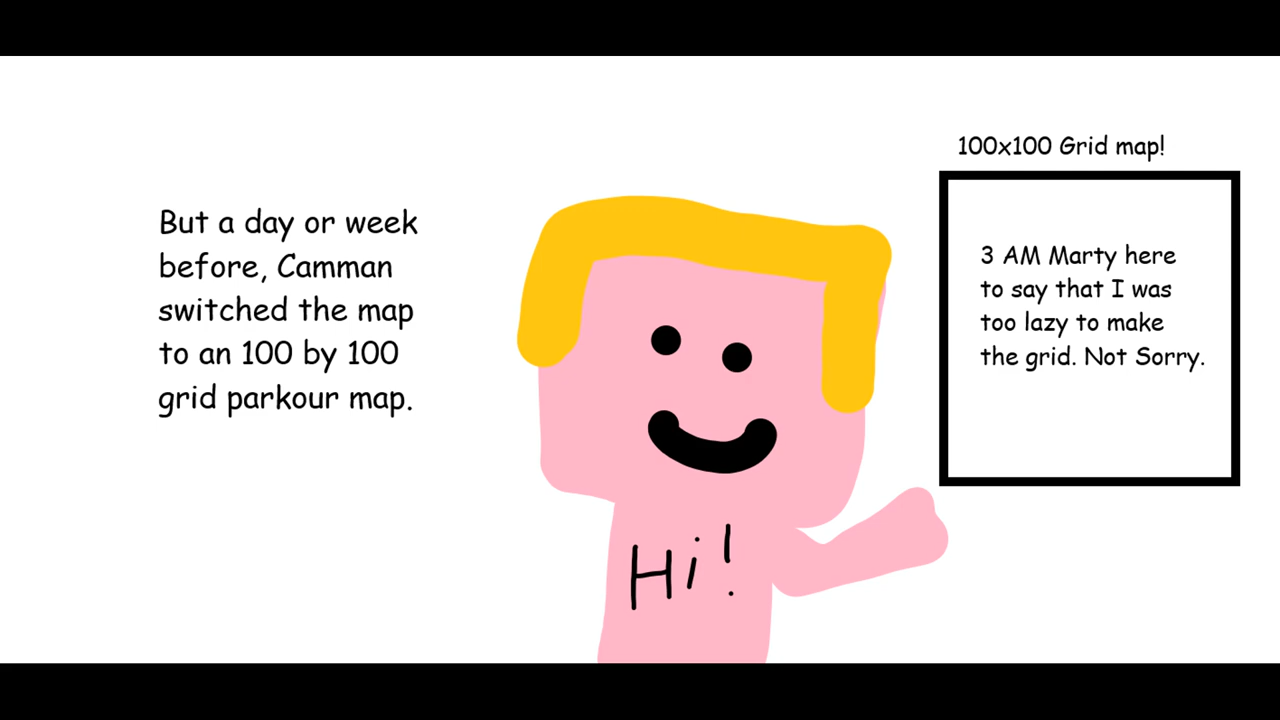 But a day or week
before, Camman
switched the map
to an 100 by 100
grid parkour map.
Hi!
100x100 Grid map!
3 AM Marty here
to say that I was
too lazy to make
the grid. Not Sorry.